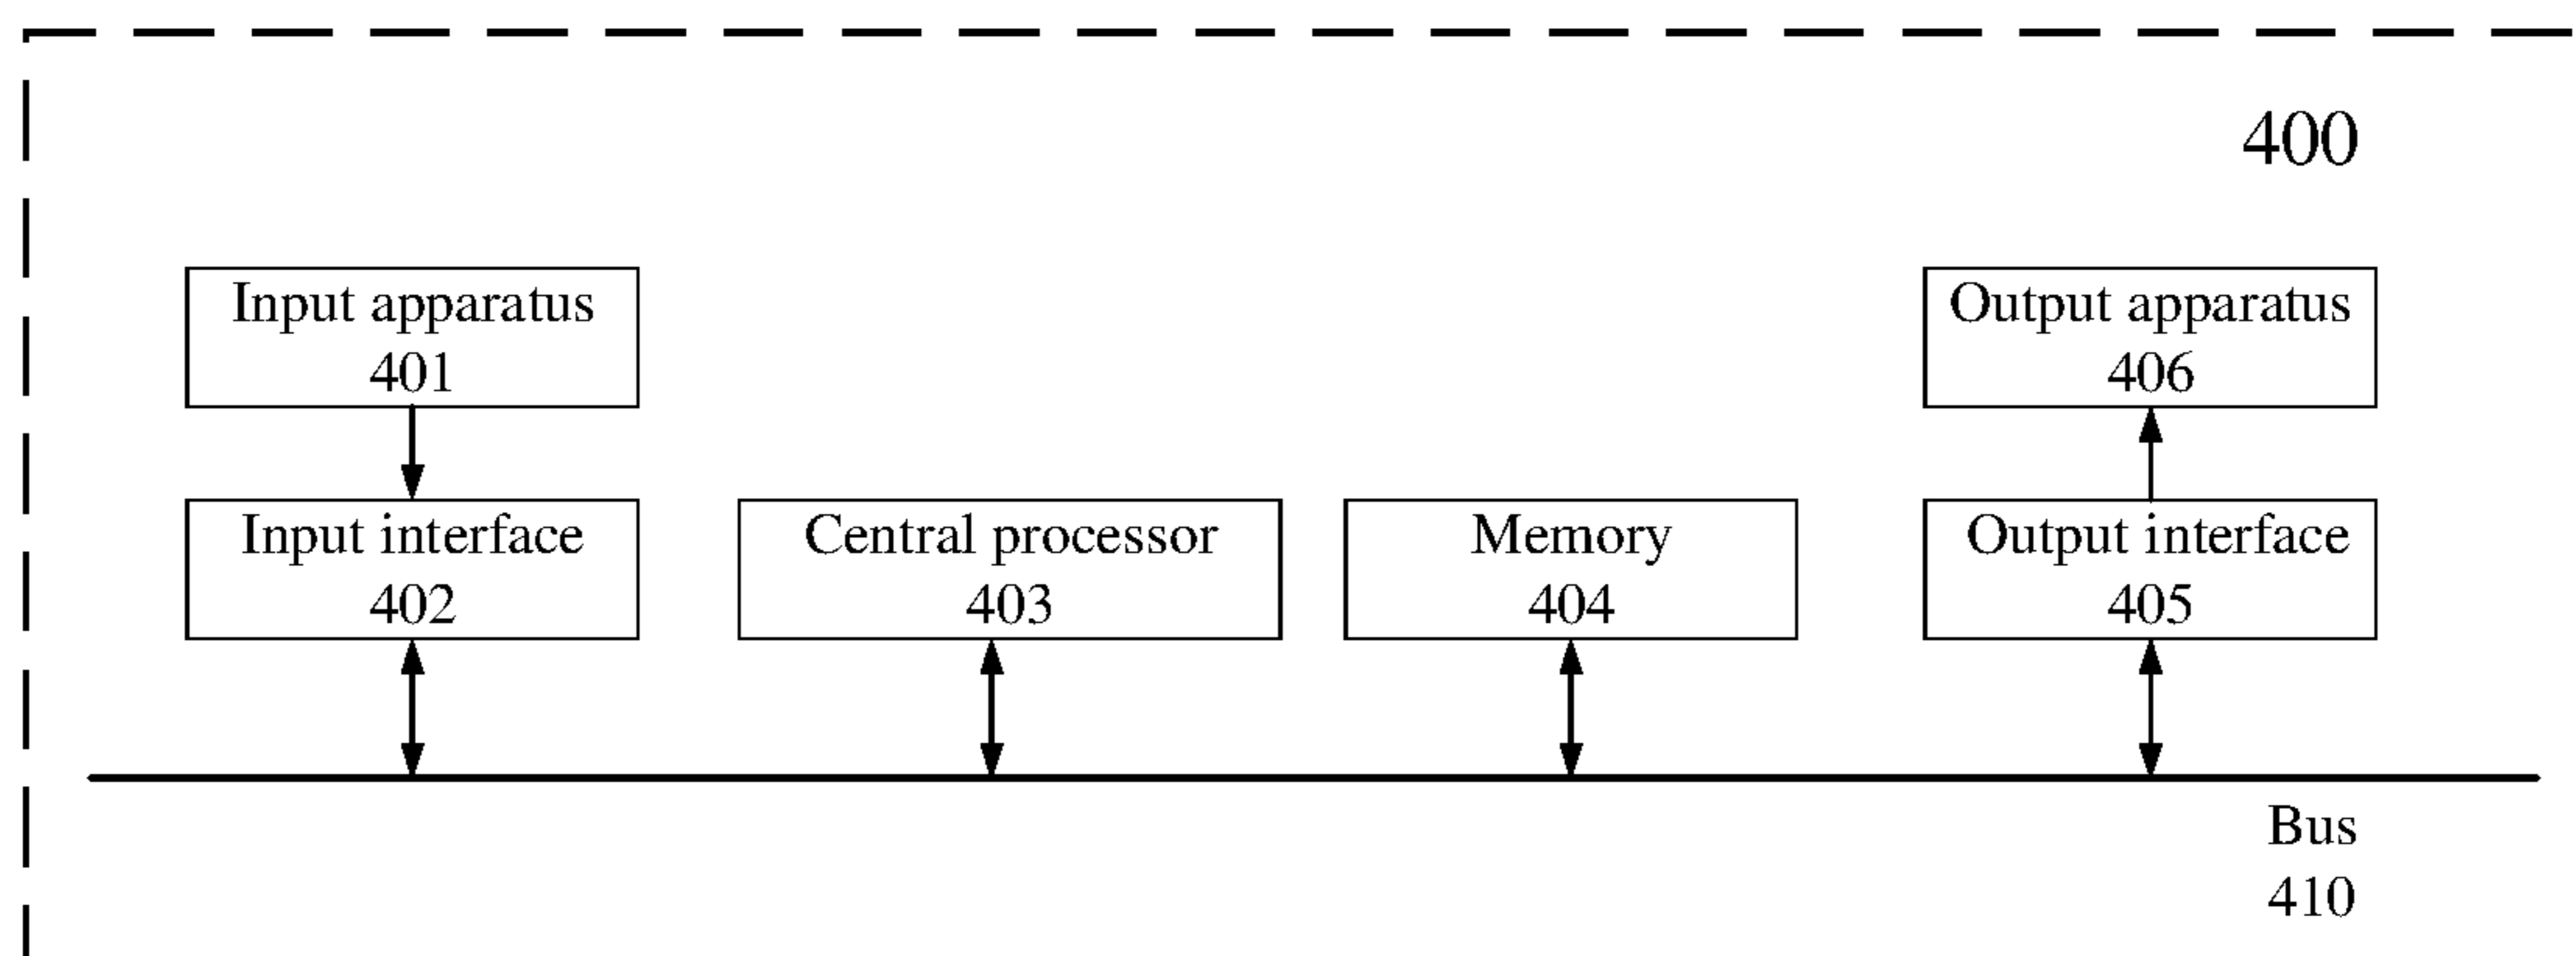 400
Input apparatus
401
Output apparatus
406
Input interface
402
Central processor
403
Memory
404
Output interface
405
Bus
410